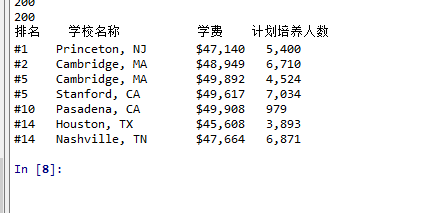 200
200
排名 学校名称 学费 计划培养人数
#1 Princeton, NJ $47,140 5,400
#2 Cambridge, MA $48,949 6,710
#5 Cambridge, MA $49,892 4,524
#5 Stanford, CA $49,617 7,034
#10 Pasadena, CA $49,908 979
#14 Houston, TX $45,608 3,893
#14 Nashville, TN $47,664 6,871
In [8]: